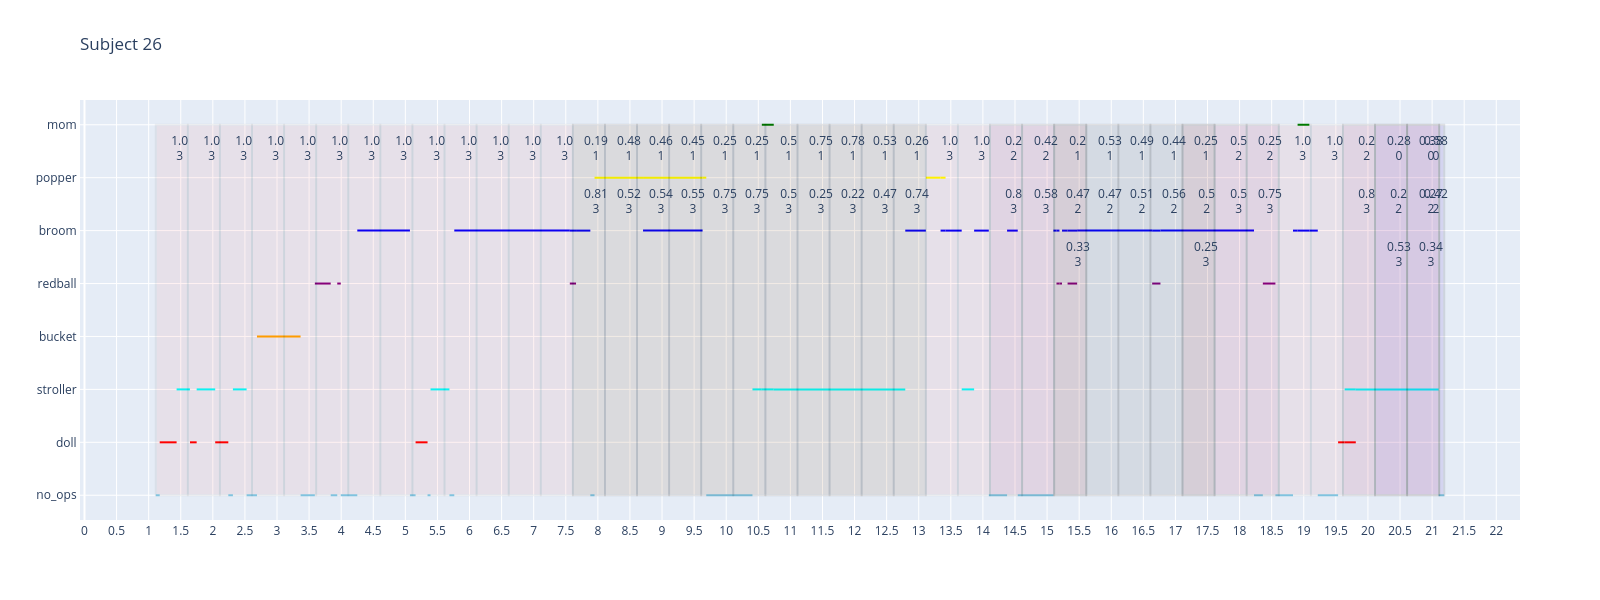 Subject 26
mom
1.0 1.0 1.0 1.0 1.0 1.0 1.0 1.0 1.0 1.0 1.0 1.0 1.0 0.19 0.48 0.46 0.45 0.25 0.25 0.5 0.75 0.78 0.53 0.26 1.0 1.0 0.2 0.42 0.2 0.53 0.49 0.44 0.25 0.5 0.25 1.0 1.0 0.2 0.28
3 3 3 3 3 3 3 3 3 3 3 3 3 1 1 1 1 1 1 1 1 1 1 1 3 3 2 2 1 1 1 1 1 2 2 3 3 2 0 0 0
popper
0.81 0.52 0.54 0.55 0.75 0.75 0.5 0.25 0.22 0.47 0.74 0.8 0.58 0.47 0.47 0.51 0.56 0.5 0.5 0.75 0.8 0.2
3 3 3 3 3 3 3 3 3 3 3 3 3 2 2 2 2 2 3 3 3 2 2 2
broom
0.33 0.25 0.53 0.34
3 3 3 3
redball
bucket
stroller
doll
no_ops
0 0.5 1 1.5 2 2.5 3 3.5 4 4.5 5 5.5 6 6.5 7 7.5 8 8.5 9 9.5 10 10.5 11 11.5 12 12.5 13 13.5 14 14.5 15 15.5 16 16.5 17 17.5 18 18.5 19 19.5 20 20.5 21 21.5 22